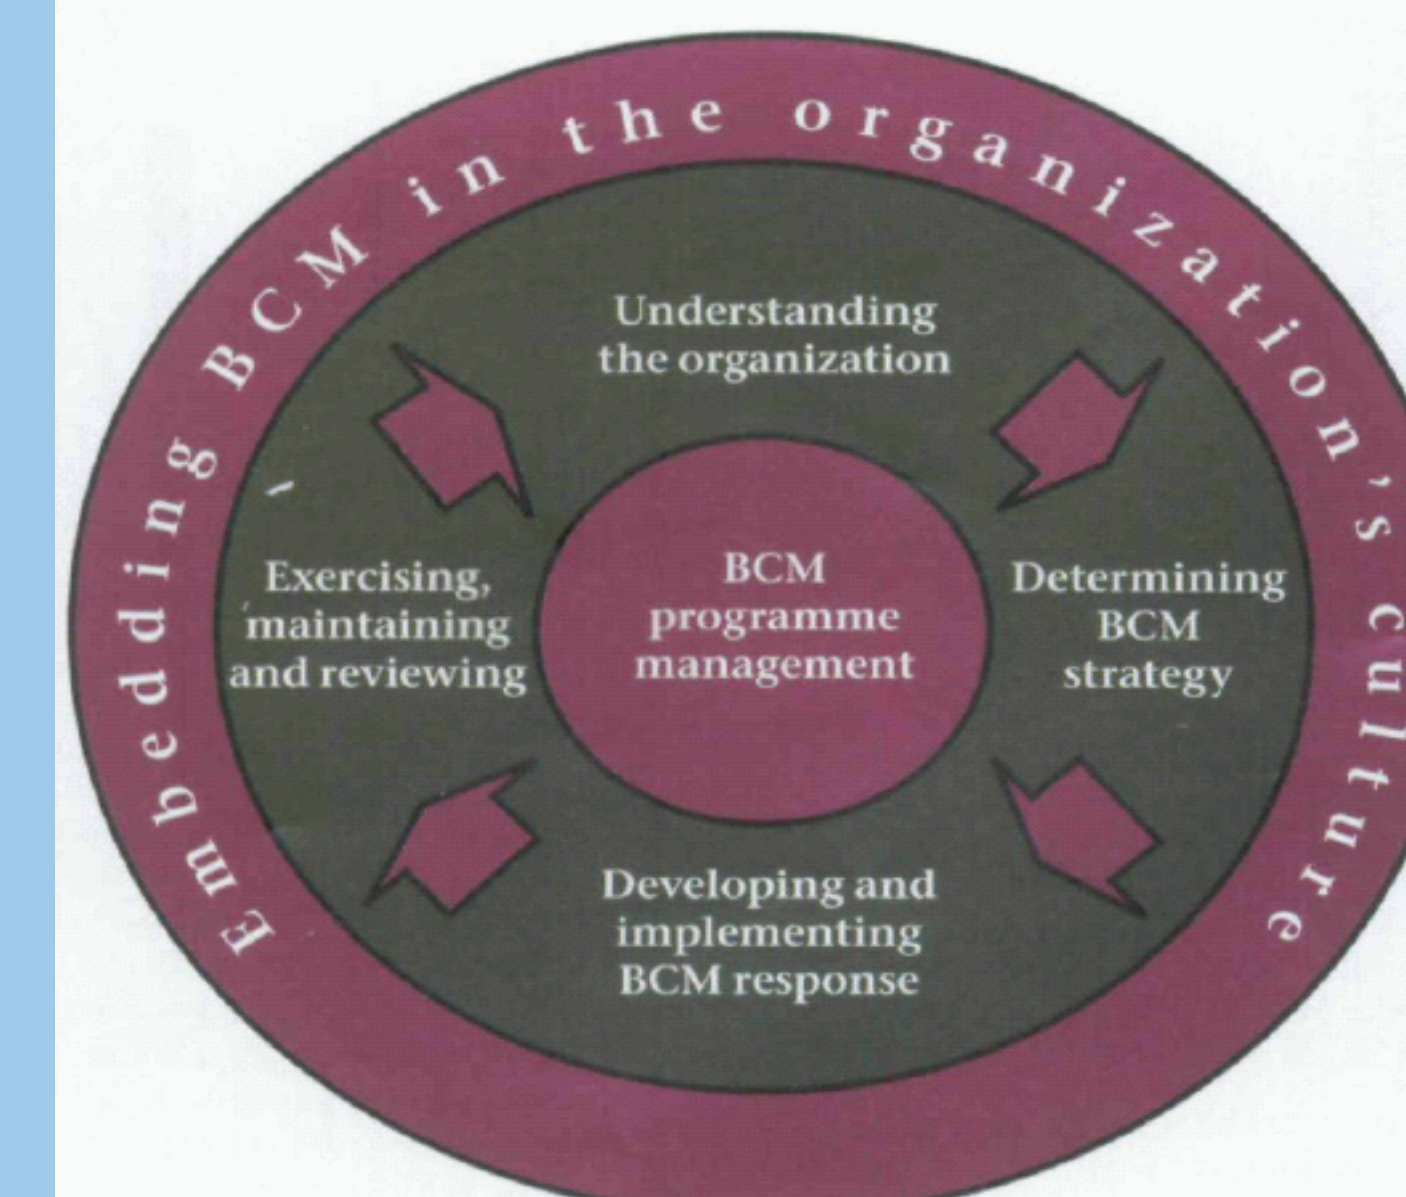 Embedding BCM in the organization's culture
Understanding
the organization
Exercising,
maintaining
and reviewing
BCM
programme
management
Determining
BCM
strategy
Developing and
implementing
BCM response